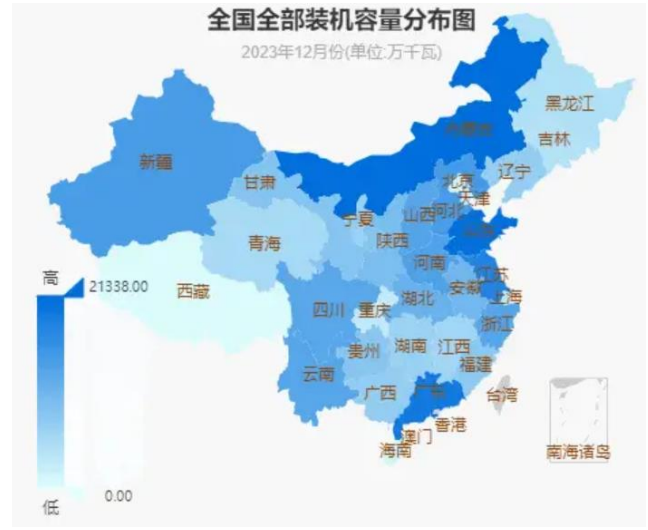 全国全部装机容量分布图
2023年12月份(单位:万千瓦)
黑龙江
内蒙古
吉林
新疆
辽宁
甘肃
北京
天津
宁夏
山西
河北
山东
青海
陕西
河南
高
21338.00
西藏
江苏
安徽
上海
四川
重庆
湖北
浙江
贵州
湖南
江西
福建
云南
广西
广东
台湾
香港
澳门
海南
南海诸岛
0.00
低